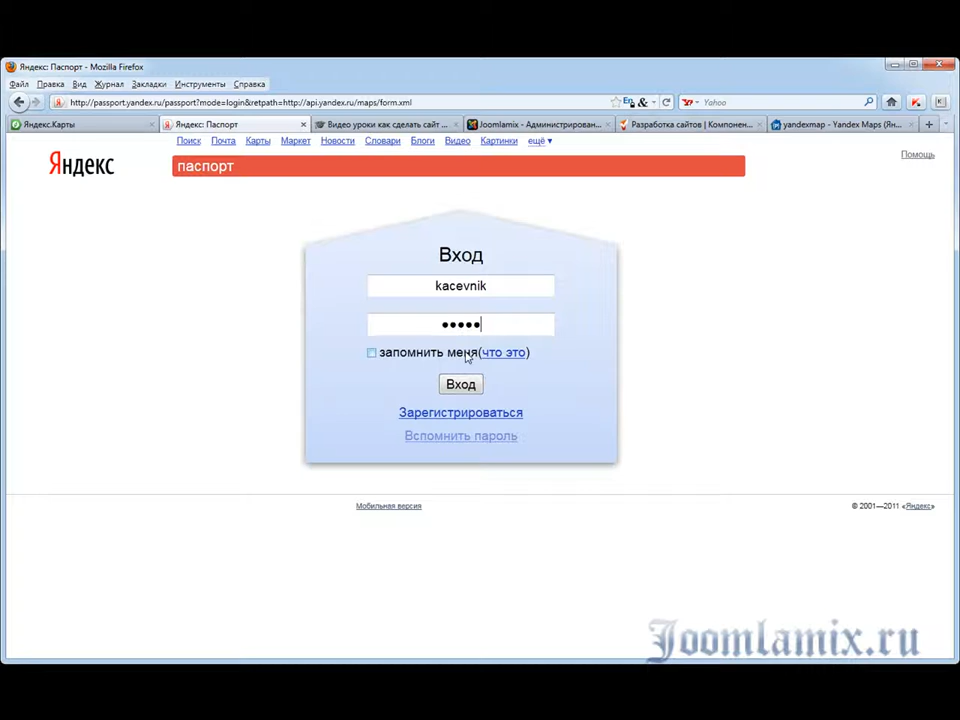 Яндекс: Паспорт - Mozilla Firefox
Файл Правка Вид Журнал Закладки Инструменты Справка
http://passport.yandex.ru/passport?mode=login&retpath=http://api.yandex.ru/maps/form.xml
Yahoo
Яндекс.Карты
Яндекс: Паспорт
Видео уроки как сделать сайт ...
Joomlamix - Администрирован...
Разработка сайтов | Компонен...
yandexmap - Yandex Maps (Ян...
Поиск Почта Карты Маркет Новости Словари Блоги Видео Картинки ещё ▼
Помощь
Яндекс
паспорт
Вход
kacevnik
●●●●●
запомнить меня(что это)
Вход
Зарегистрироваться
Вспомнить пароль
Мобильная версия
© 2001—2011 «Яндекс»
Joomlamix.ru